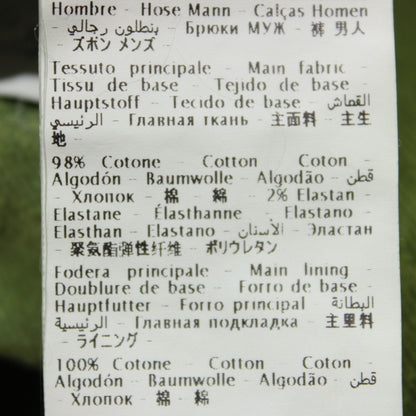 Hombre - Hose Mann - Calças Homen
- بنطلون رجالي - Брюки МУЖ - 裤 男人
- ズボン メンズ -
Tessuto principale - Main fabric -
Tissu de base - Tejido de base -
Hauptstoff - Tecido de base - القماش
الرئيسي - Главная ткань - 主面料 - 主生
地 -
98% Cotone - Cotton - Coton -
Algodón - Baumwolle - Algodão - قطن
- Хлопок - 棉 - 綿 2% Elastan -
Elastane - Élasthanne - Elastano -
Elasthan - Elastano - الأستان - Эластан
- 聚氨酯弹性纤维 - ポリウレタン
Fodera principale - Main lining -
Doublure de base - Forro de base -
Hauptfutter - Forro principal - البطانة
الرئيسية - Главная подкладка - 主里料
- ライニング -
100% Cotone - Cotton - Coton -
Algodón - Baumwolle - Algodão - قطن
- Хлопок - 棉 - 綿